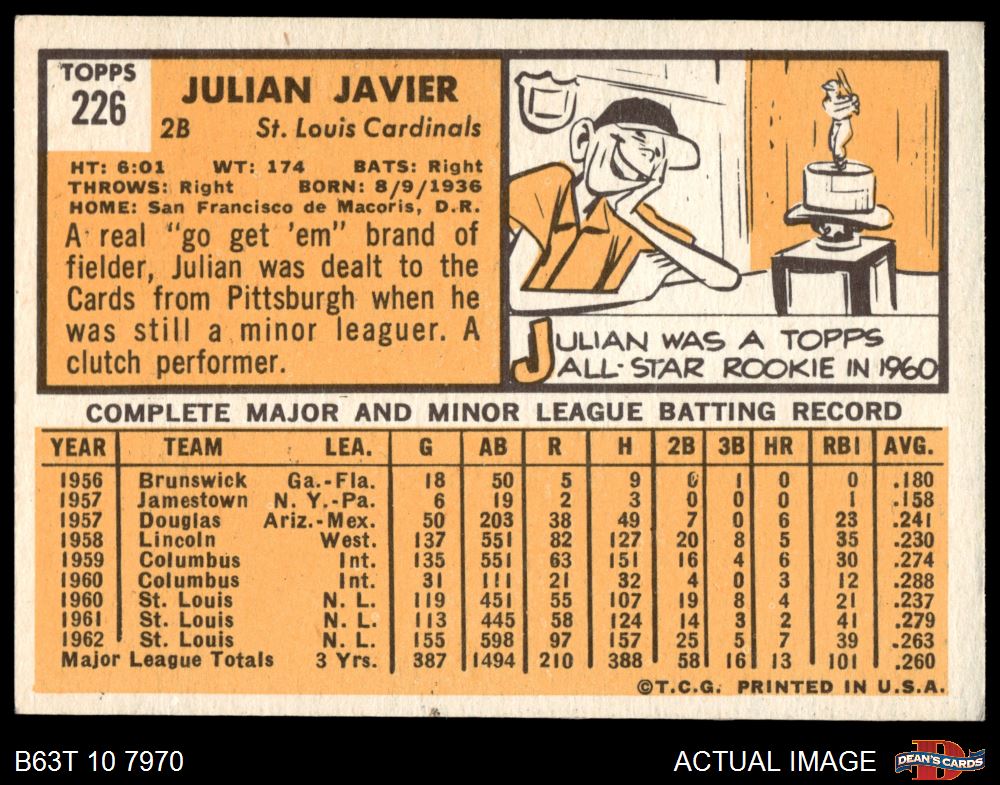 TOPPS
226
JULIAN JAVIER
2B St. Louis Cardinals
HT: 6:01 WT: 174 BATS: Right
THROWS: Right BORN: 8/9/1936
HOME: San Francisco de Macoris, D.R.
A real "go get 'em" brand of
fielder, Julian was dealt to the
Cards from Pittsburgh when he
was still a minor leaguer. A
clutch performer.
JULIAN WAS A TOPPS
ALL-STAR ROOKIE IN 1960
COMPLETE MAJOR AND MINOR LEAGUE BATTING RECORD
YEAR TEAM LEA. G AB R H 2B 3B HR RBI AVG.
1956 Brunswick Ga.-Fla. 18 50 5 9 0 1 0 0 .180
1957 Jamestown N. Y.-Pa. 6 19 2 3 0 0 0 1 .158
1957 Douglas Ariz.-Mex. 50 203 38 49 7 0 6 23 .241
1958 Lincoln West. 137 551 82 127 20 8 5 35 .230
1959 Columbus Int. 135 551 63 151 16 4 6 30 .274
1960 Columbus Int. 31 111 21 32 4 0 3 12 .288
1960 St. Louis N. L. 119 451 55 107 19 8 4 21 .237
1961 St. Louis N. L. 113 445 58 124 14 3 2 41 .279
1962 St. Louis N. L. 155 598 97 157 25 5 7 39 .263
Major League Totals 3 Yrs. 387 1494 210 388 58 16 13 101 .260
©T.C.G. PRINTED IN U.S.A.
B63T 10 7970 ACTUAL IMAGE D DEAN'S CARDS